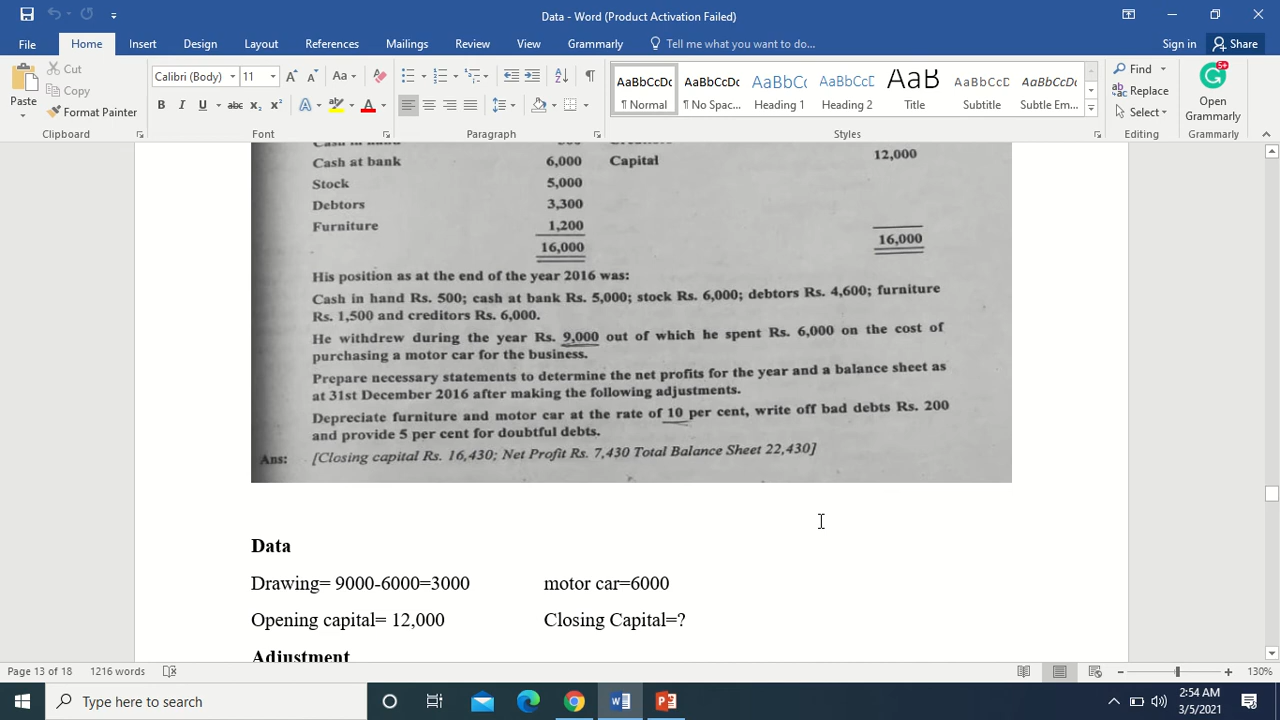 Data - Word (Product Activation Failed)
File Home Insert Design Layout References Mailings Review View Grammarly Tell me what you want to do... Sign in Share
Paste
Cut
Copy
Format Painter
Calibri (Body) 11
AaBbCcDc AaBbCcDc AaBbCc AaBbCcD AaB AaBbCcD AaBbCcDc
¶ Normal ¶ No Spac... Heading 1 Heading 2 Title Subtitle Subtle Em...
Find
Replace
Select
Open Grammarly
Clipboard Font Paragraph Styles Editing Grammarly
Cash at bank 6,000 Capital 12,000
Stock 5,000
Debtors 3,300
Furniture 1,200
16,000 16,000
His position as at the end of the year 2016 was:
Cash in hand Rs. 500; cash at bank Rs. 5,000; stock Rs. 6,000; debtors Rs. 4,600; furniture
Rs. 1,500 and creditors Rs. 6,000.
He withdrew during the year Rs. 9,000 out of which he spent Rs. 6,000 on the cost of
purchasing a motor car for the business.
Prepare necessary statements to determine the net profits for the year and a balance sheet as
at 31st December 2016 after making the following adjustments.
Depreciate furniture and motor car at the rate of 10 per cent, write off bad debts Rs. 200
and provide 5 per cent for doubtful debts.
Ans: [Closing capital Rs. 16,430; Net Profit Rs. 7,430 Total Balance Sheet 22,430]
Data
Drawing= 9000-6000=3000 motor car=6000
Opening capital= 12,000 Closing Capital=?
Adjustment
Page 13 of 18 1216 words 130%
Type here to search
2:54 AM
3/5/2021